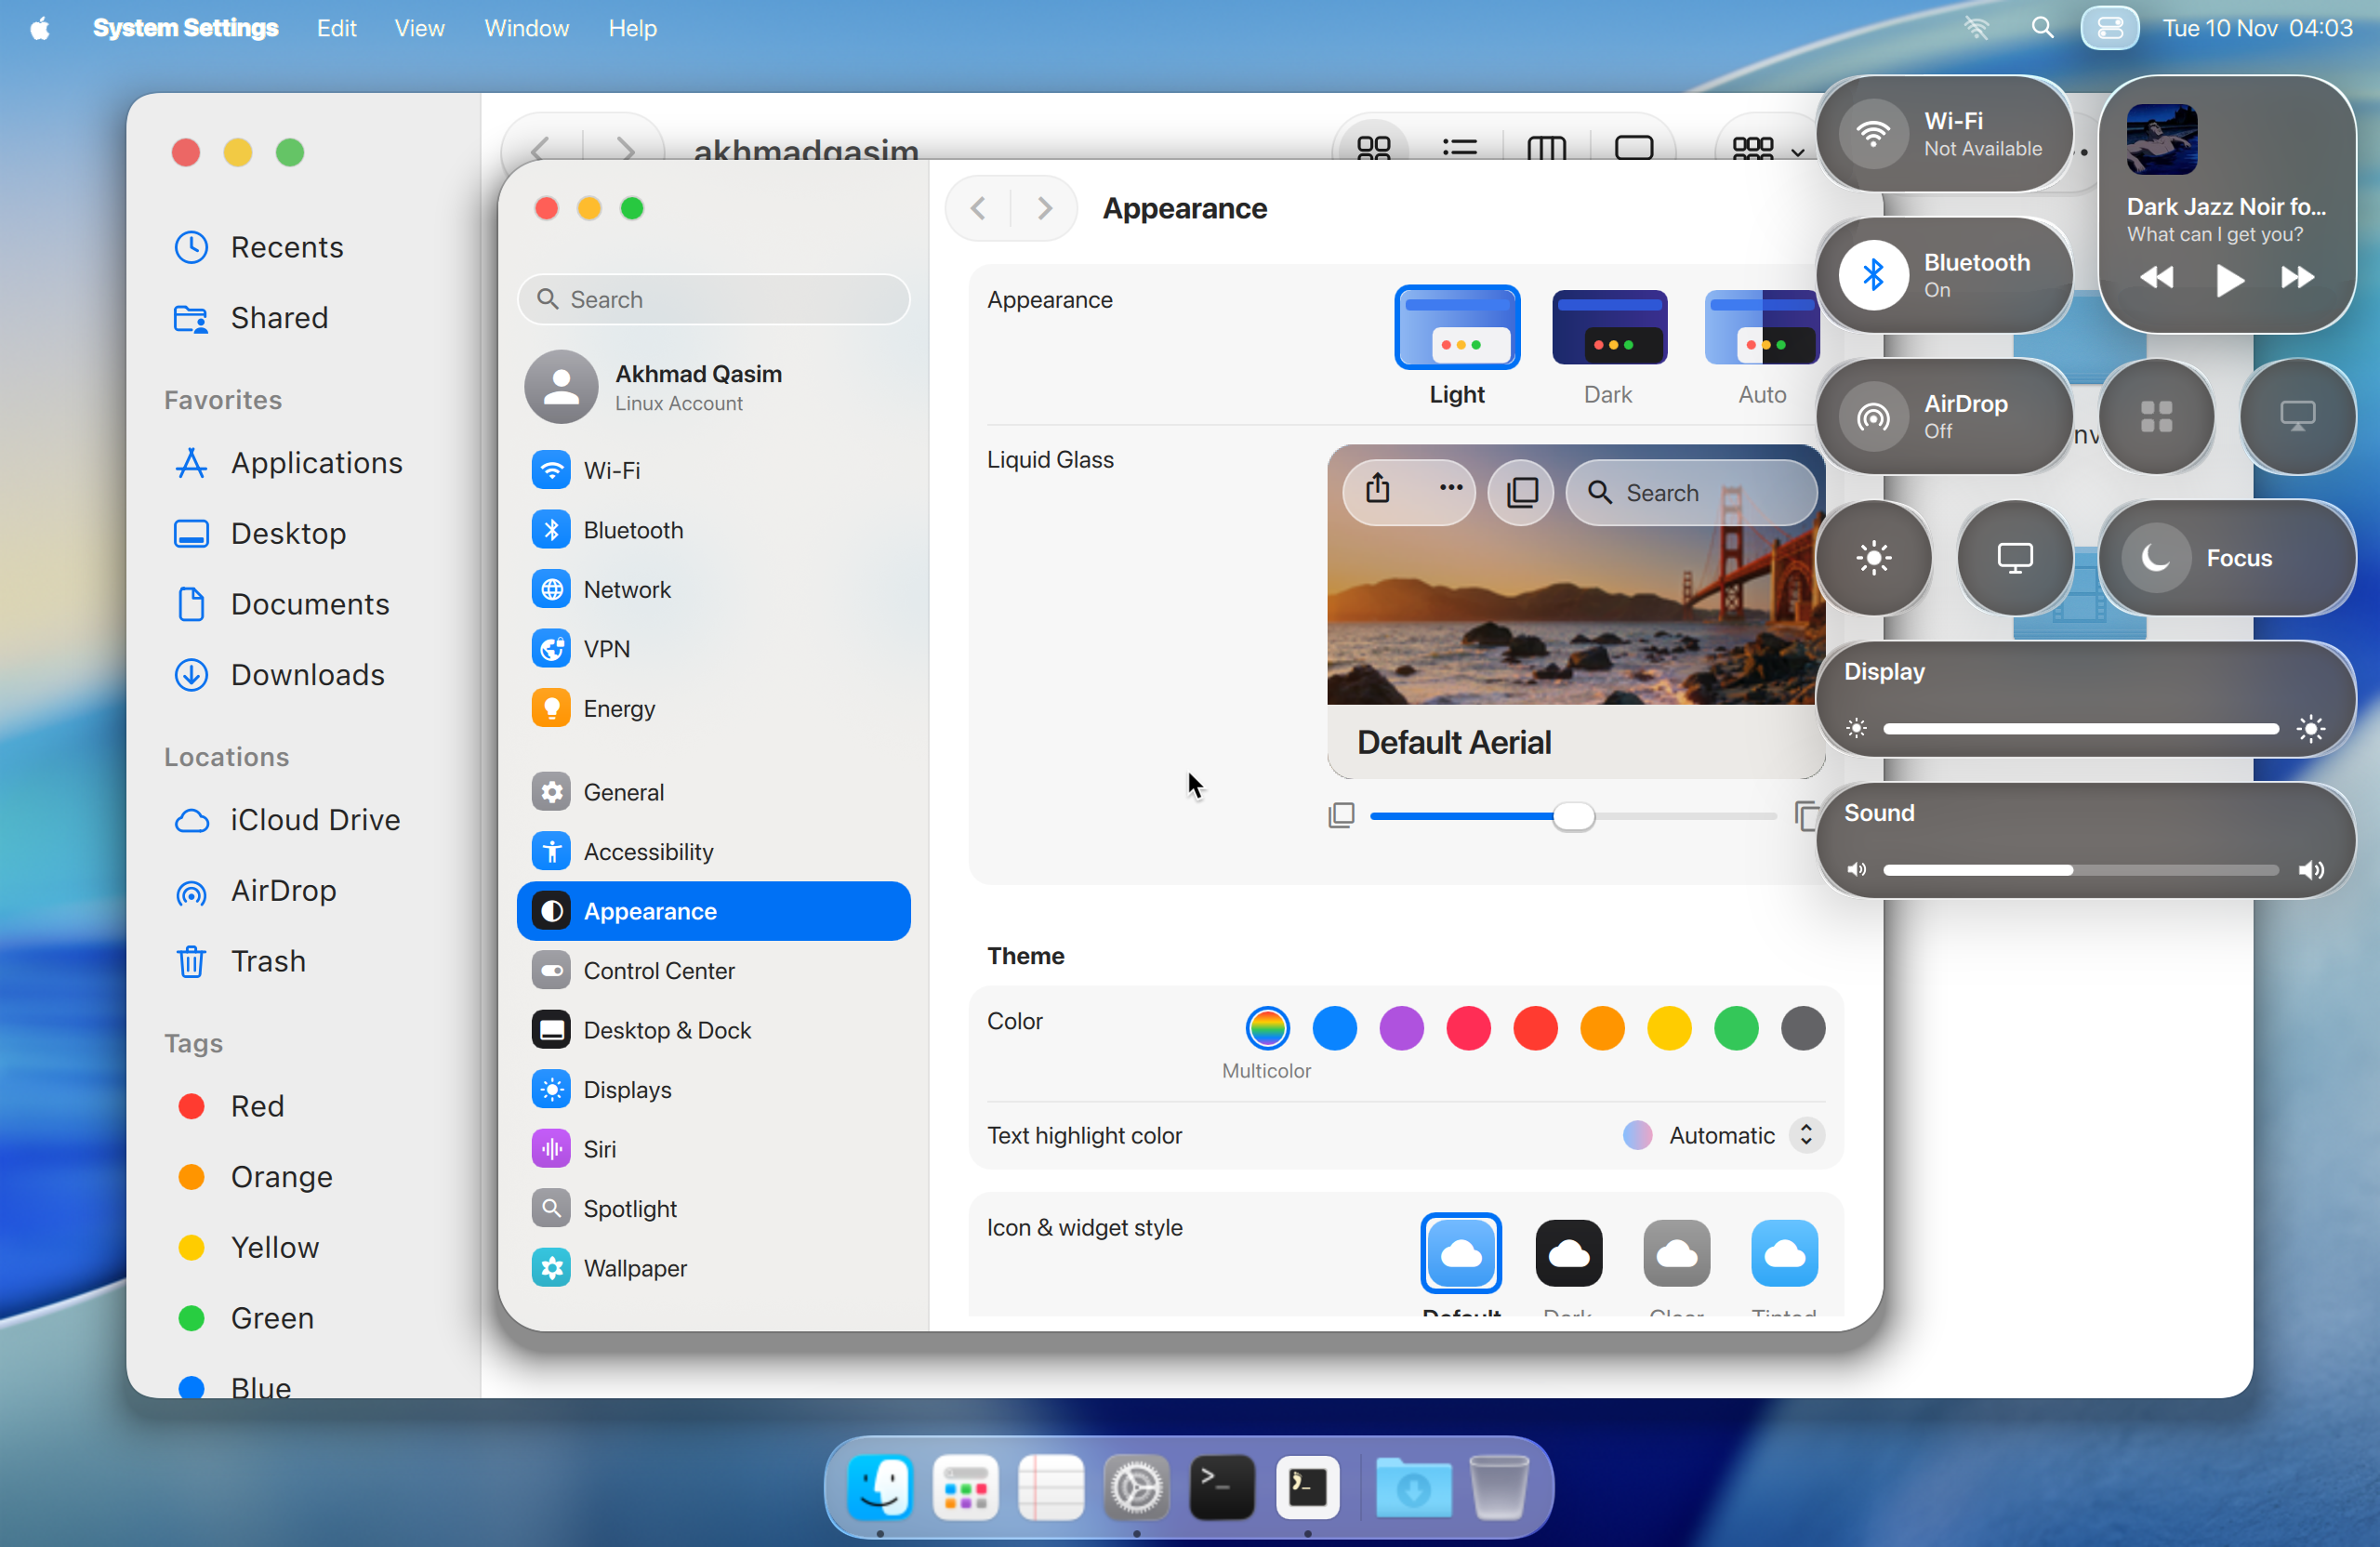 System Settings Edit View Window Help Tue 10 Nov 04:03
akhmadqasim
Recents
Shared
Favorites
Applications
Desktop
Documents
Downloads
Locations
iCloud Drive
AirDrop
Trash
Tags
Red
Orange
Yellow
Green
Blue
Search
Akhmad Qasim
Linux Account
Wi-Fi
Bluetooth
Network
VPN
Energy
General
Accessibility
Appearance
Control Center
Desktop & Dock
Displays
Siri
Spotlight
Wallpaper
Appearance
Appearance
Light Dark Auto
Liquid Glass
Search
Default Aerial
Theme
Color
Multicolor
Text highlight color Automatic
Icon & widget style
Default Dark Clear Tinted
Wi-Fi
Not Available
Dark Jazz Noir fo...
What can I get you?
Bluetooth
On
AirDrop
Off
Focus
Display
Sound